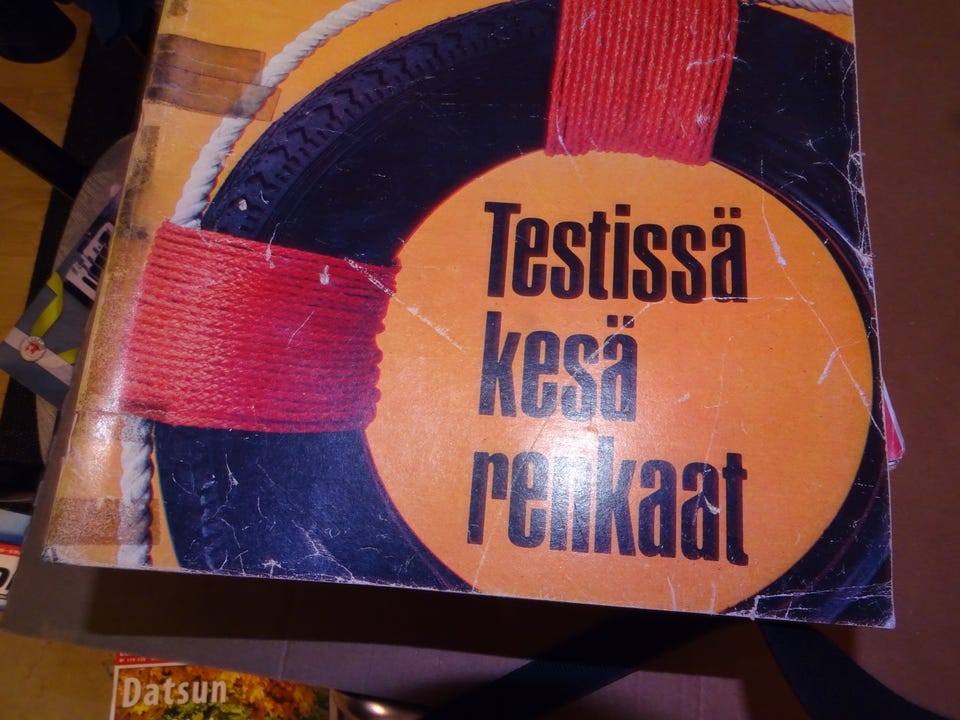 Testissä
kesä
renkaat
Datsun